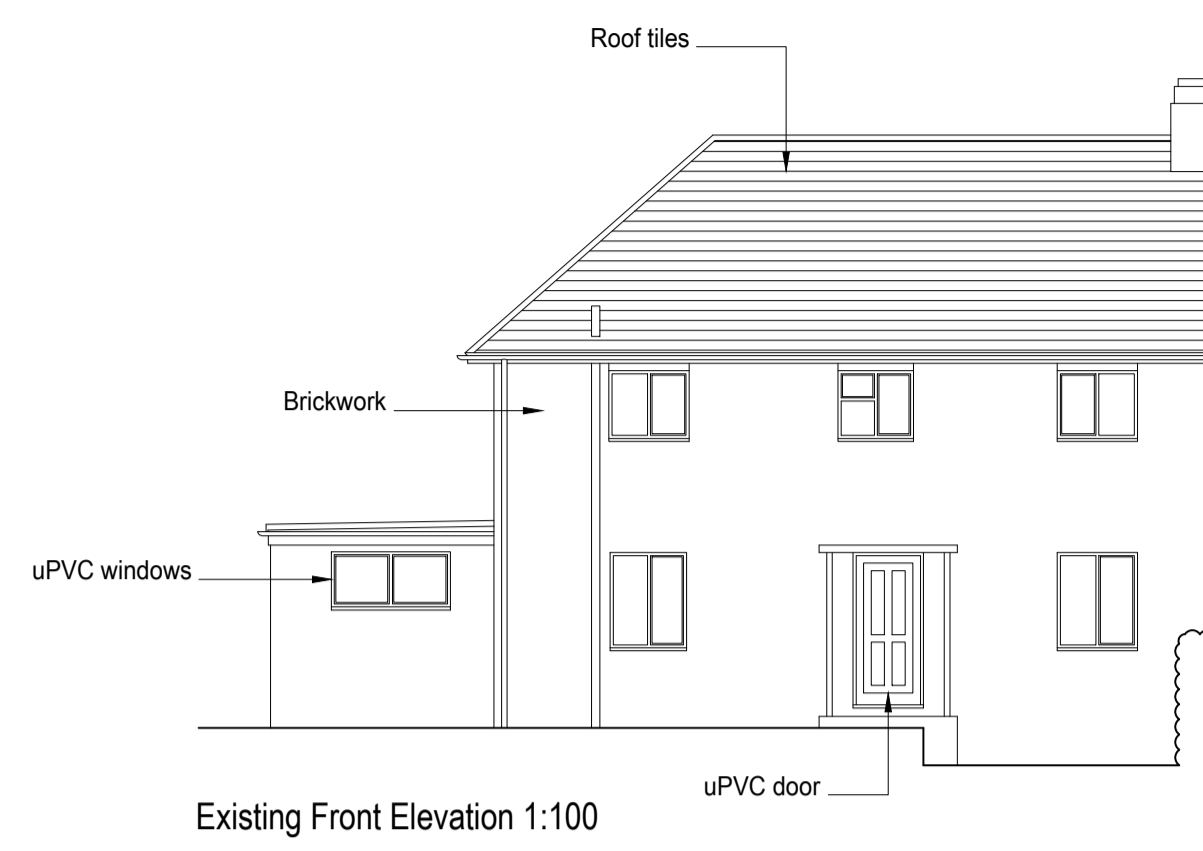 Roof tiles
Brickwork
uPVC windows
uPVC door
Existing Front Elevation 1:100